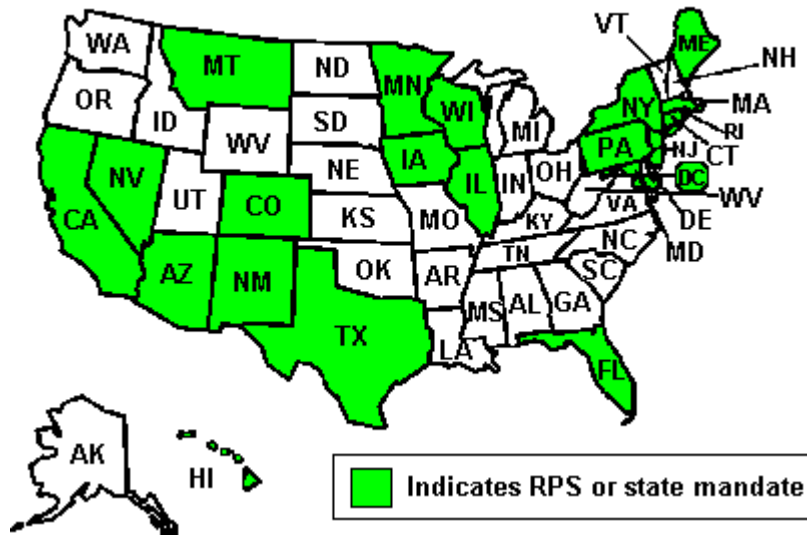 VT
ME
WA
MT
ND
MN
NH
OR
ID
SD
WI
MI
NY
MA
RI
WV
PA
NJ
CT
NV
NE
IA
IL
IN
OH
DC
WV
CA
UT
CO
KS
MO
KY
VA
DE
MD
AZ
NM
OK
AR
TN
NC
SC
TX
LA
MS
AL
GA
FL
AK
HI
Indicates RPS or state mandate